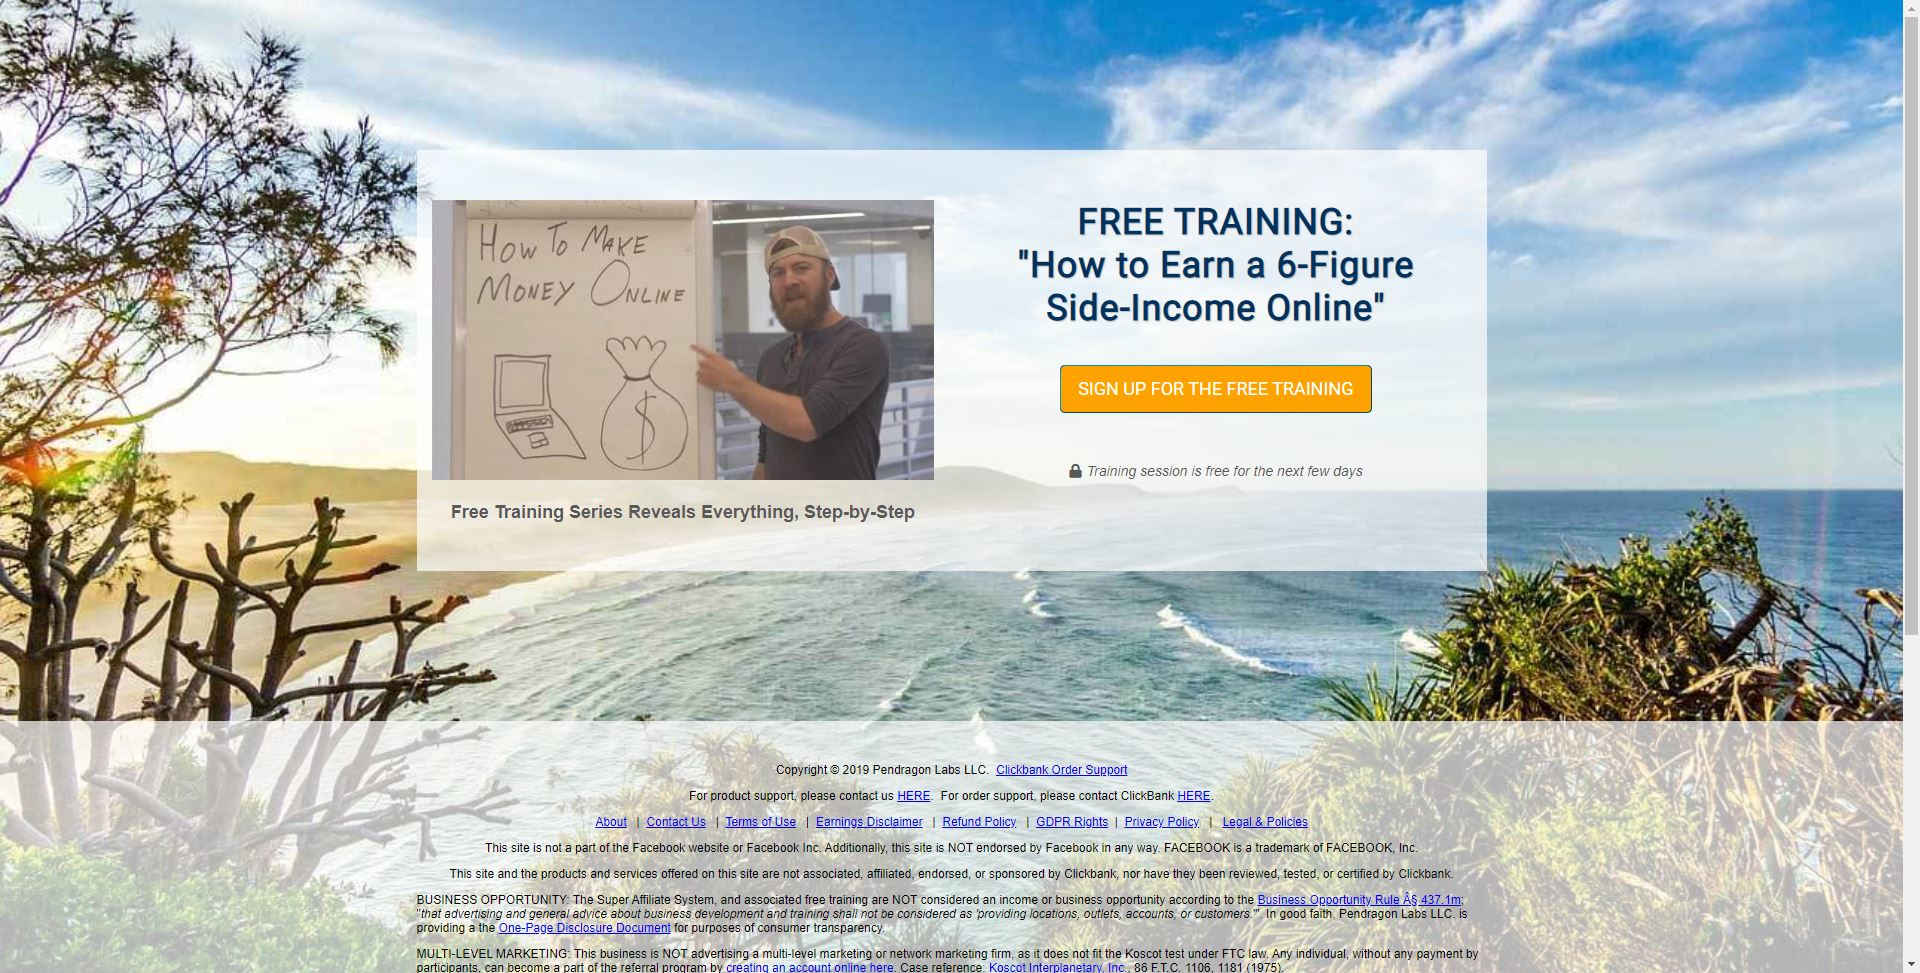 HOW TO MAKE
MONEY ONLINE
$
Free Training Series Reveals Everything, Step-by-Step
FREE TRAINING:
"How to Earn a 6-Figure
Side-Income Online"
SIGN UP FOR THE FREE TRAINING
Training session is free for the next few days
Copyright © 2019 Pendragon Labs LLC.  Clickbank Order Support
For product support, please contact us HERE.  For order support, please contact ClickBank HERE.
About | Contact Us | Terms of Use | Earnings Disclaimer | Refund Policy | GDPR Rights | Privacy Policy | Legal & Policies
This site is not a part of the Facebook website or Facebook Inc. Additionally, this site is NOT endorsed by Facebook in any way. FACEBOOK is a trademark of FACEBOOK, Inc.
This site and the products and services offered on this site are not associated, affiliated, endorsed, or sponsored by Clickbank, nor have they been reviewed, tested, or certified by Clickbank.
BUSINESS OPPORTUNITY: The Super Affiliate System, and associated free training are NOT considered an income or business opportunity according to the Business Opportunity Rule Â§ 437.1m:
"that advertising and general advice about business development and training shall not be considered as 'providing locations, outlets, accounts, or customers.'"  In good faith, Pendragon Labs LLC. is
providing a the One-Page Disclosure Document for purposes of consumer transparency.
MULTI-LEVEL MARKETING: This business is NOT advertising a multi-level marketing or network marketing firm, as it does not fit the Koscot test under FTC law. Any individual, without any payment by
participants, can become a part of the referral program by creating an account online here. Case reference: Koscot Interplanetary, Inc., 86 F.T.C. 1106, 1181 (1975).